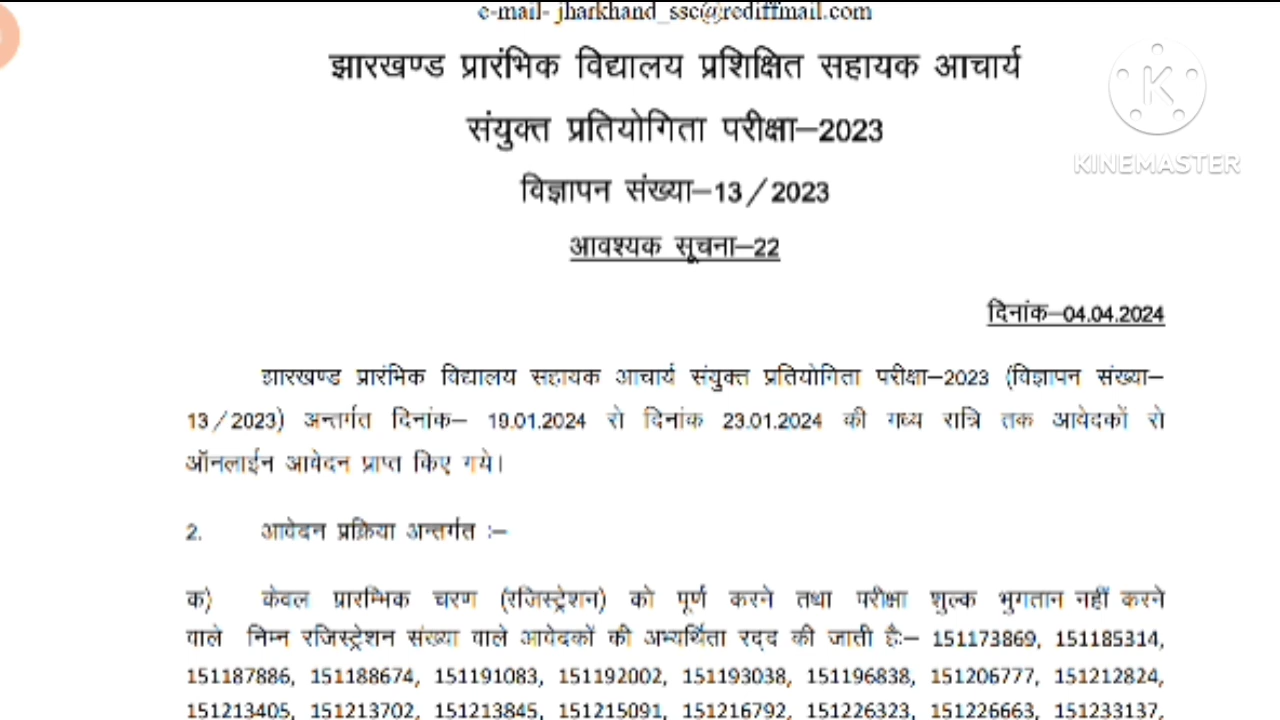 e-mail- jharkhand_ssc@rediffmail.com
झारखण्ड प्रारंभिक विद्यालय प्रशिक्षित सहायक आचार्य
संयुक्त प्रतियोगिता परीक्षा–2023
विज्ञापन संख्या–13/2023
आवश्यक सूचना–22
दिनांक–04.04.2024
झारखण्ड प्रारंभिक विद्यालय सहायक आचार्य संयुक्त प्रतियोगिता परीक्षा–2023 (विज्ञापन संख्या–
13/2023) अन्तर्गत दिनांक– 19.01.2024 से दिनांक 23.01.2024 की मध्य रात्रि तक आवेदकों से
ऑनलाईन आवेदन प्राप्त किए गये।
2. आवेदन प्रक्रिया अन्तर्गत :–
क) केवल प्रारम्भिक चरण (रजिस्ट्रेशन) को पूर्ण करने तथा परीक्षा शुल्क भुगतान नहीं करने
वाले निम्न रजिस्ट्रेशन संख्या वाले आवेदकों की अभ्यर्थिता रद्द की जाती है:– 151173869, 151185314,
151187886, 151188674, 151191083, 151192002, 151193038, 151196838, 151206777, 151212824,
151213405, 151213702, 151213845, 151215091, 151216792, 151226323, 151226663, 151233137,
K
KINEMASTER